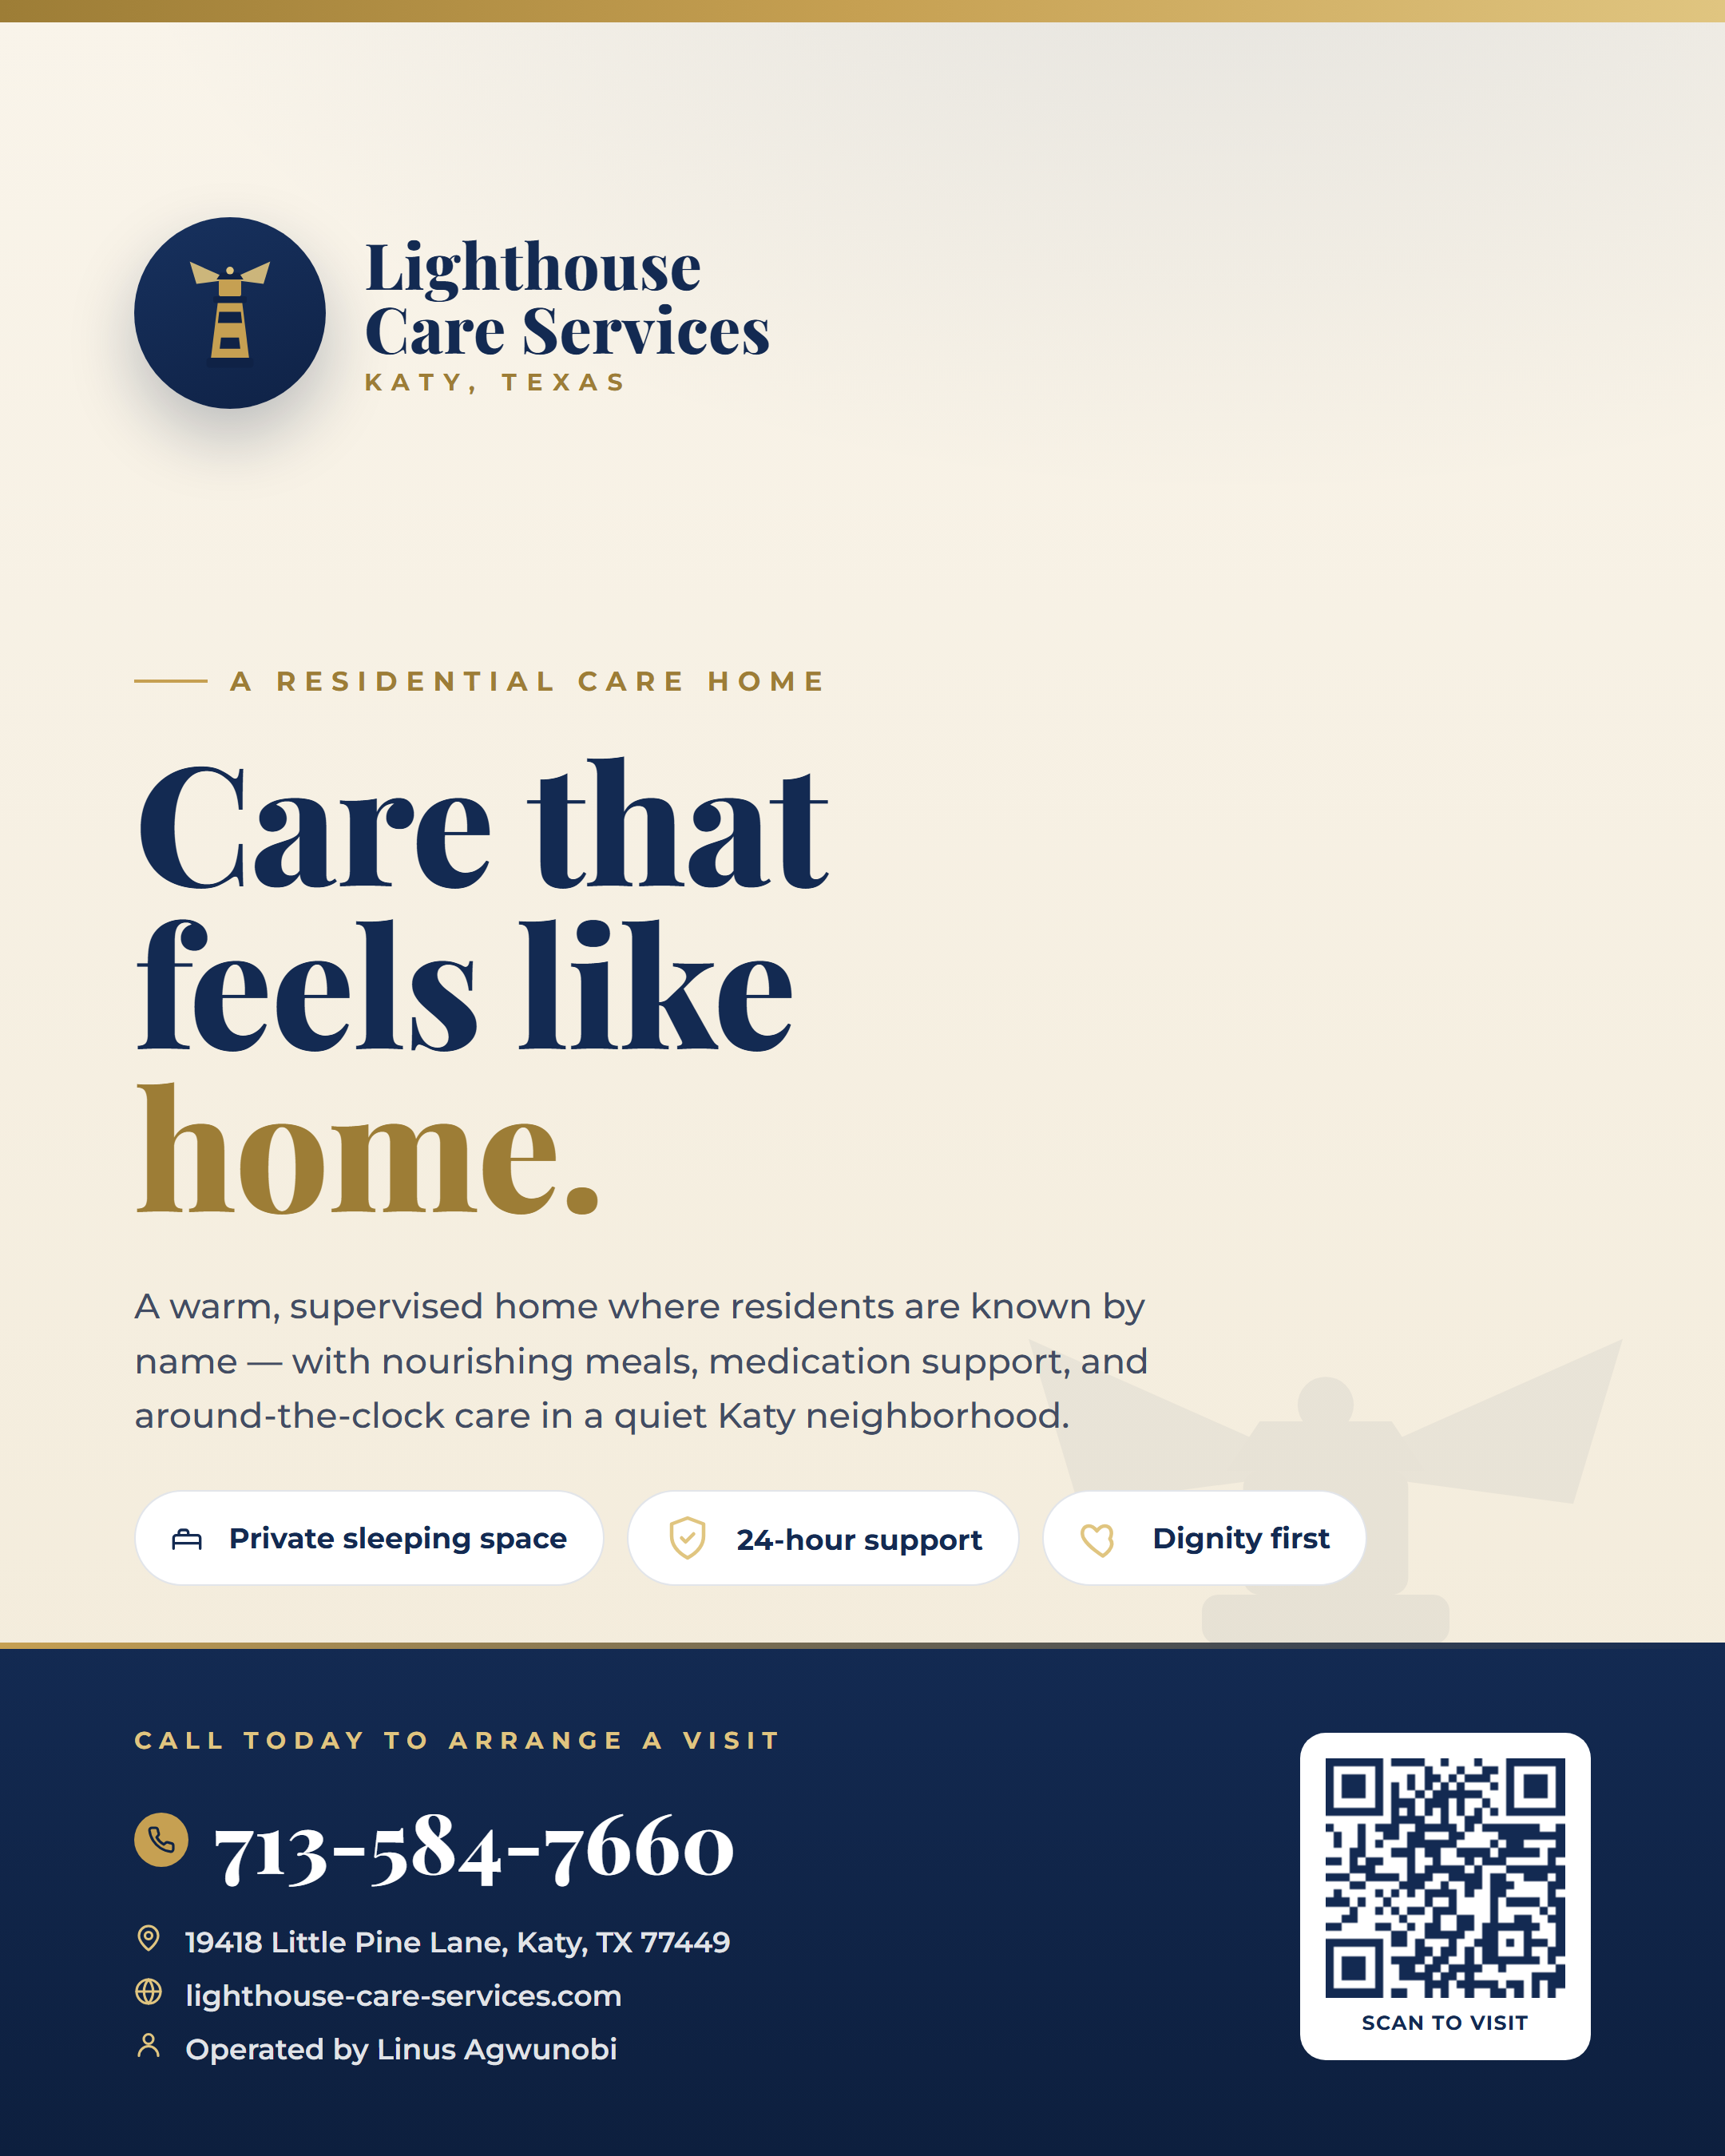 Lighthouse
Care Services
KATY, TEXAS
A RESIDENTIAL CARE HOME
Care that
feels like
home.
A warm, supervised home where residents are known by
name — with nourishing meals, medication support, and
around-the-clock care in a quiet Katy neighborhood.
Private sleeping space
24-hour support
Dignity first
CALL TODAY TO ARRANGE A VISIT
713-584-7660
19418 Little Pine Lane, Katy, TX 77449
lighthouse-care-services.com
Operated by Linus Agwunobi
SCAN TO VISIT